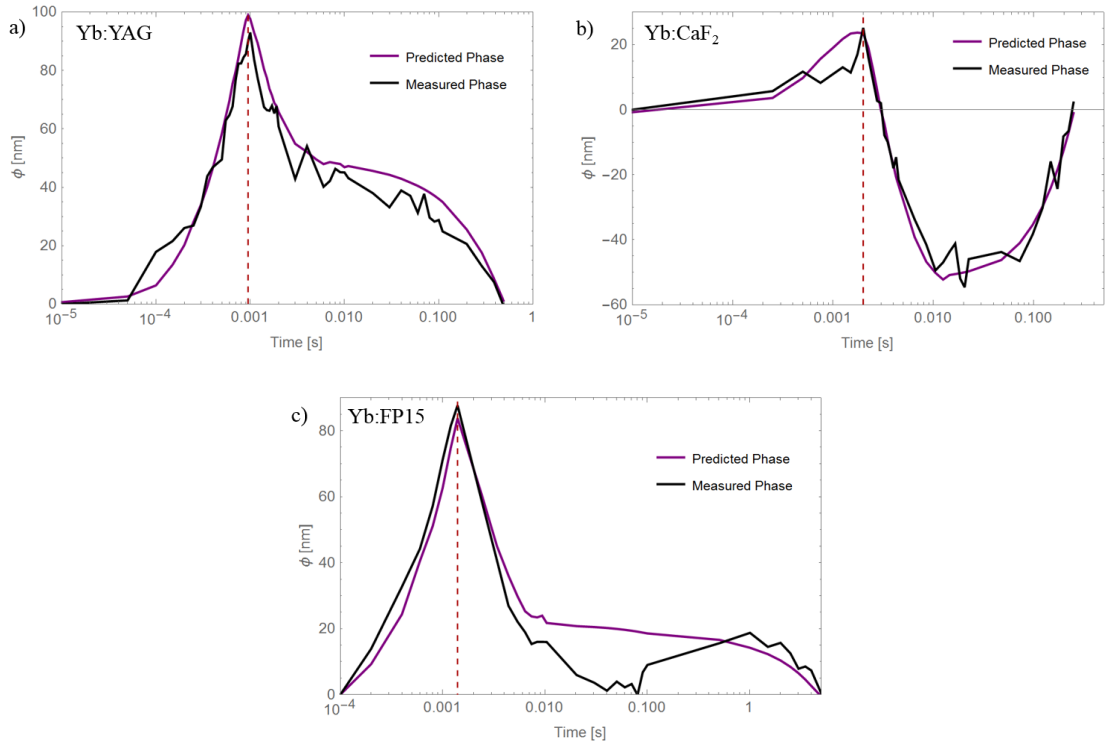 a)
Yb:YAG
Predicted Phase
Measured Phase
ϕ [nm]
100
80
60
40
20
0
10⁻⁵
10⁻⁴
0.001
0.010
0.100
1
Time [s]
b)
Yb:CaF₂
Predicted Phase
Measured Phase
ϕ [nm]
20
0
−20
−40
−60
10⁻⁵
10⁻⁴
0.001
0.010
0.100
Time [s]
c)
Yb:FP15
Predicted Phase
Measured Phase
ϕ [nm]
80
60
40
20
0
10⁻⁴
0.001
0.010
0.100
1
Time [s]